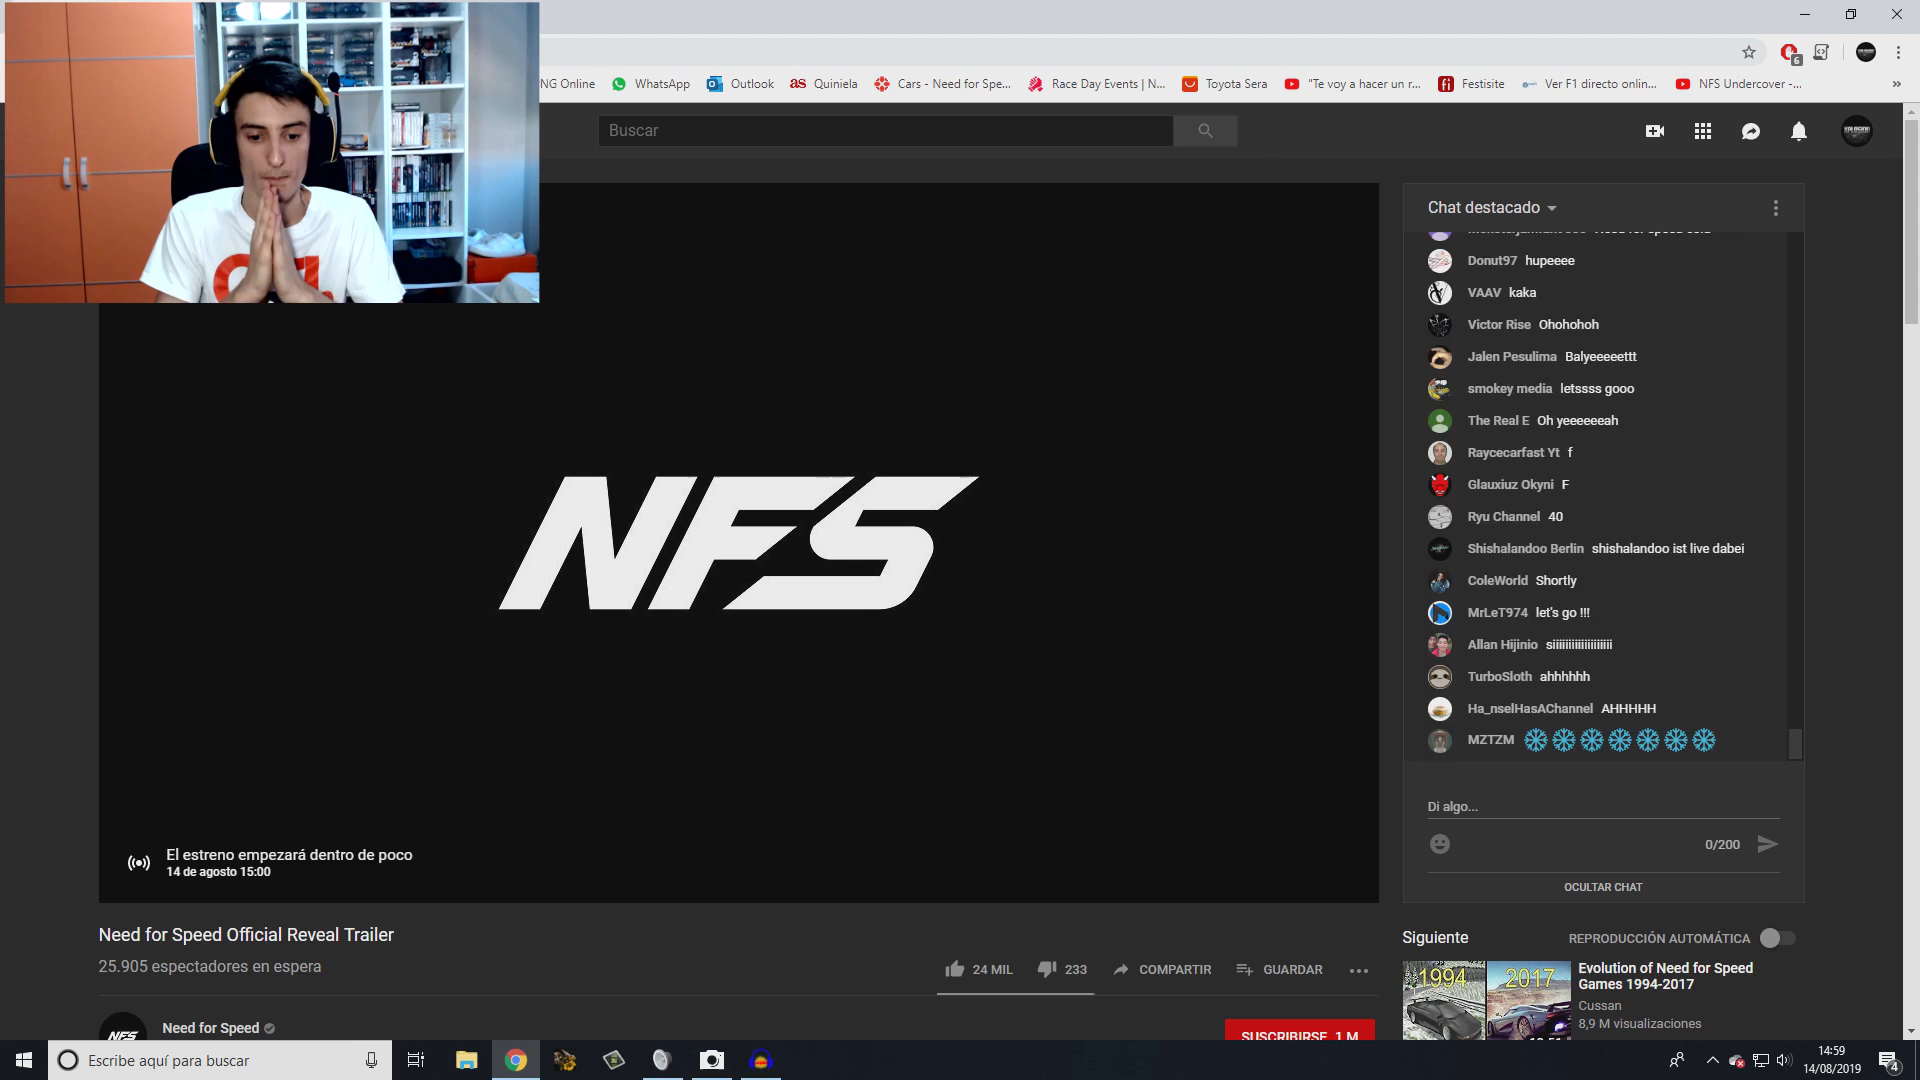 NG Online
WhatsApp
Outlook
as Quiniela
Cars - Need for Spe...
Race Day Events | N...
Toyota Sera
"Te voy a hacer un r...
fi Festisite
Ver F1 directo onlin...
NFS Undercover -...
»
6
Buscar
Chat destacado
Donut97 hupeeee
VAAV kaka
Victor Rise Ohohohoh
Jalen Pesulima Balyeeeeettt
smokey media letssss gooo
The Real E Oh yeeeeeeah
Raycecarfast Yt f
Glauxiuz Okyni F
Ryu Channel 40
Shishalandoo Berlin shishalandoo ist live dabei
ColeWorld Shortly
MrLeT974 let's go !!!
Allan Hijinio siiiiiiiiiiiiiiiiiii
TurboSloth ahhhhhh
Ha_nselHasAChannel AHHHHH
MZTZM
Di algo...
0/200
OCULTAR CHAT
NFS
El estreno empezará dentro de poco
14 de agosto 15:00
Need for Speed Official Reveal Trailer
25.905 espectadores en espera
24 MIL
233
COMPARTIR
GUARDAR
NFS
Need for Speed
SUSCRIBIRSE 1 M
Siguiente
REPRODUCCIÓN AUTOMÁTICA
1994
2017
Evolution of Need for Speed
Games 1994-2017
Cussan
8,9 M visualizaciones
Escribe aquí para buscar
14:59
14/08/2019
4